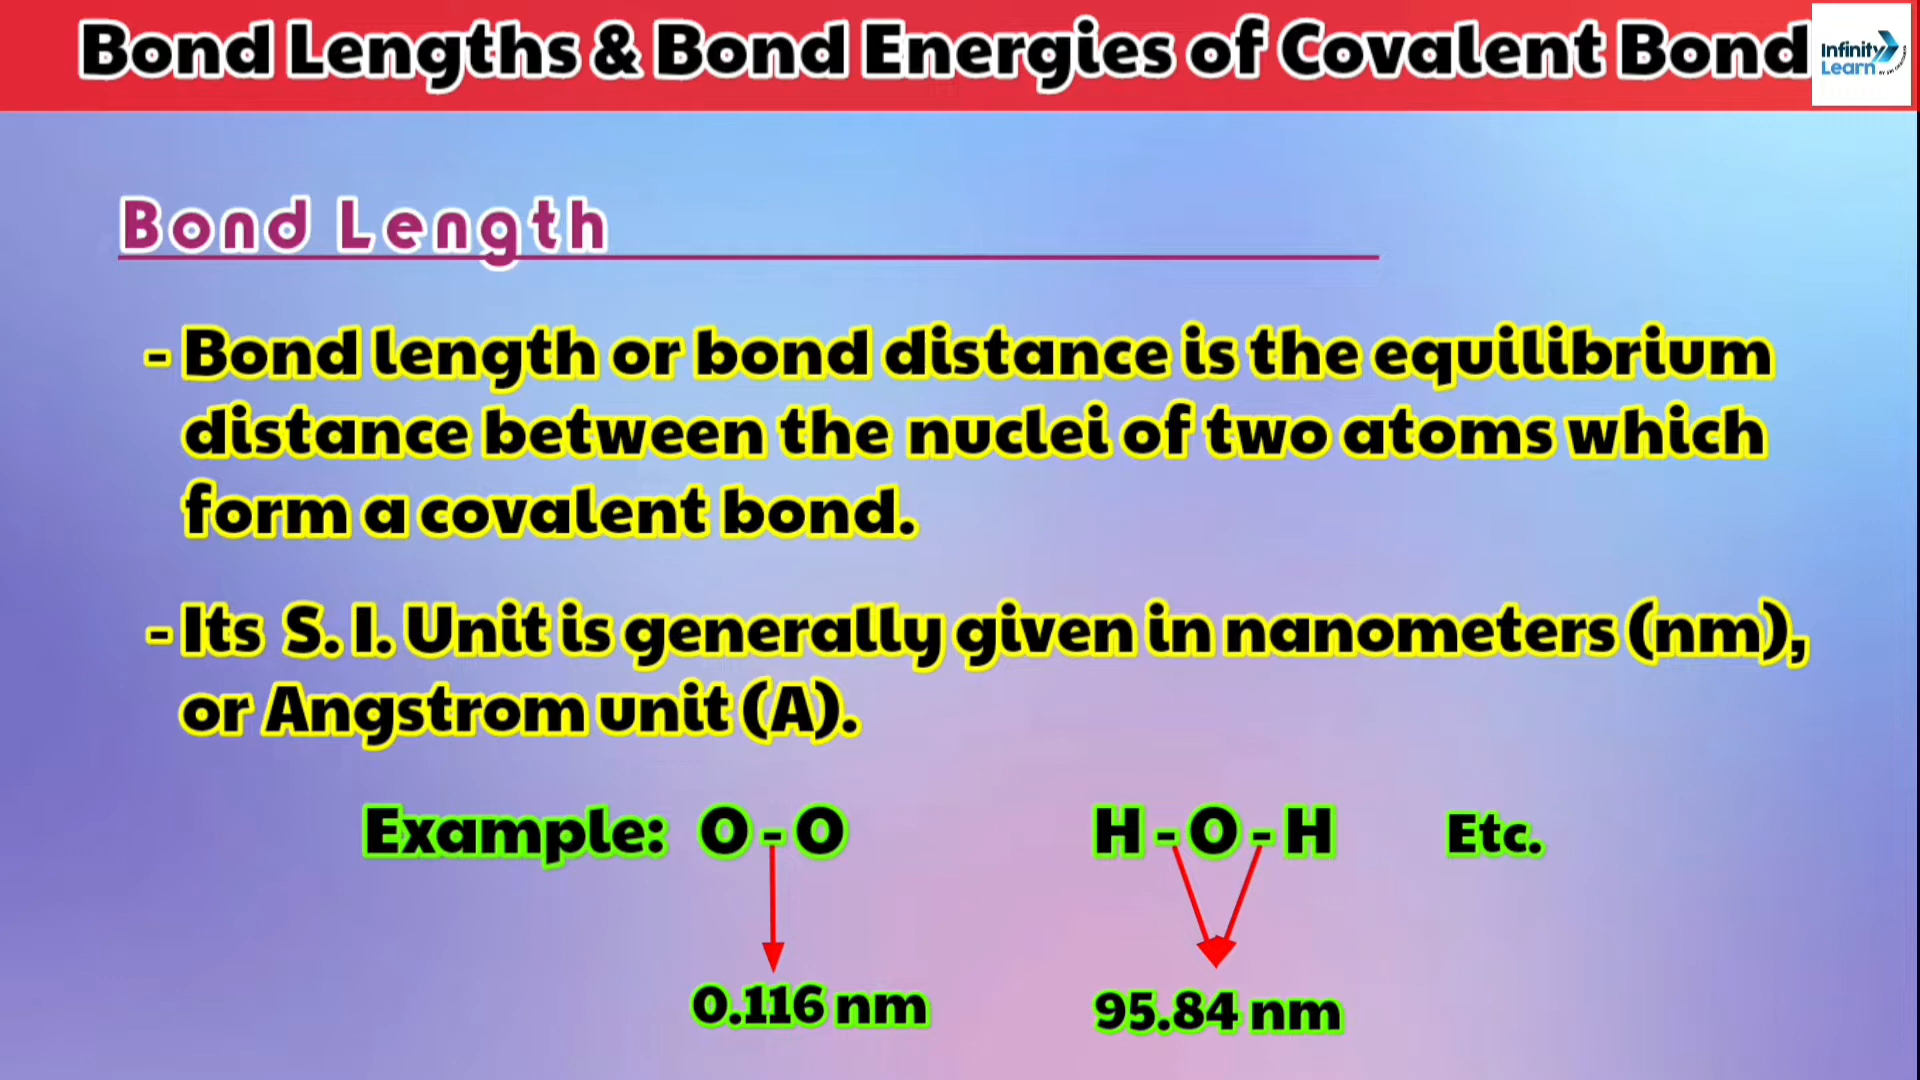 Bond Lengths & Bond Energies of Covalent Bond
Infinity
Learn
Bond Length
- Bond length or bond distance is the equilibrium
distance between the nuclei of two atoms which
form a covalent bond.
- Its S. I. Unit is generally given in nanometers (nm),
or Angstrom unit (A).
Example: O - O H - O - H Etc.
0.116 nm 95.84 nm